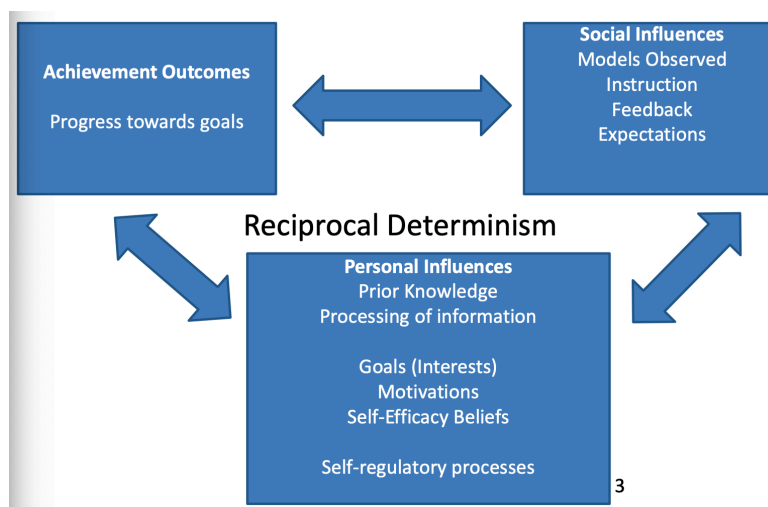 Achievement Outcomes
Progress towards goals
Social Influences
Models Observed
Instruction
Feedback
Expectations
Reciprocal Determinism
Personal Influences
Prior Knowledge
Processing of information
Goals (Interests)
Motivations
Self-Efficacy Beliefs
Self-regulatory processes
3